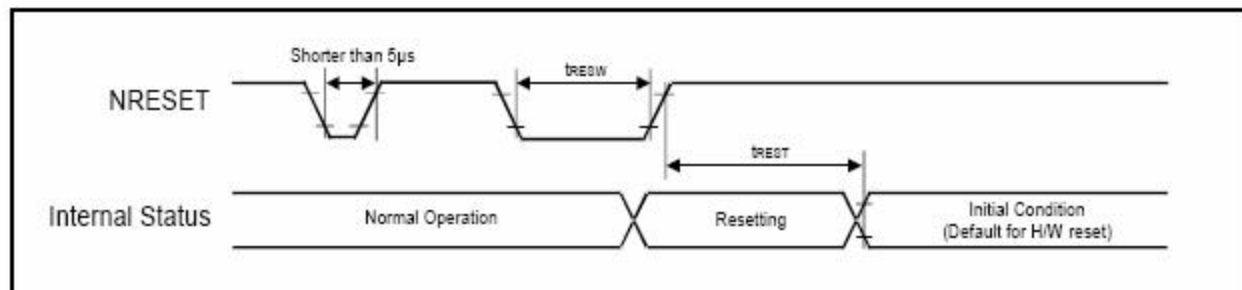 Shorter than 5µs
tRESW
NRESET
tREST
Internal Status
Normal Operation
Resetting
Initial Condition
(Default for H/W reset)